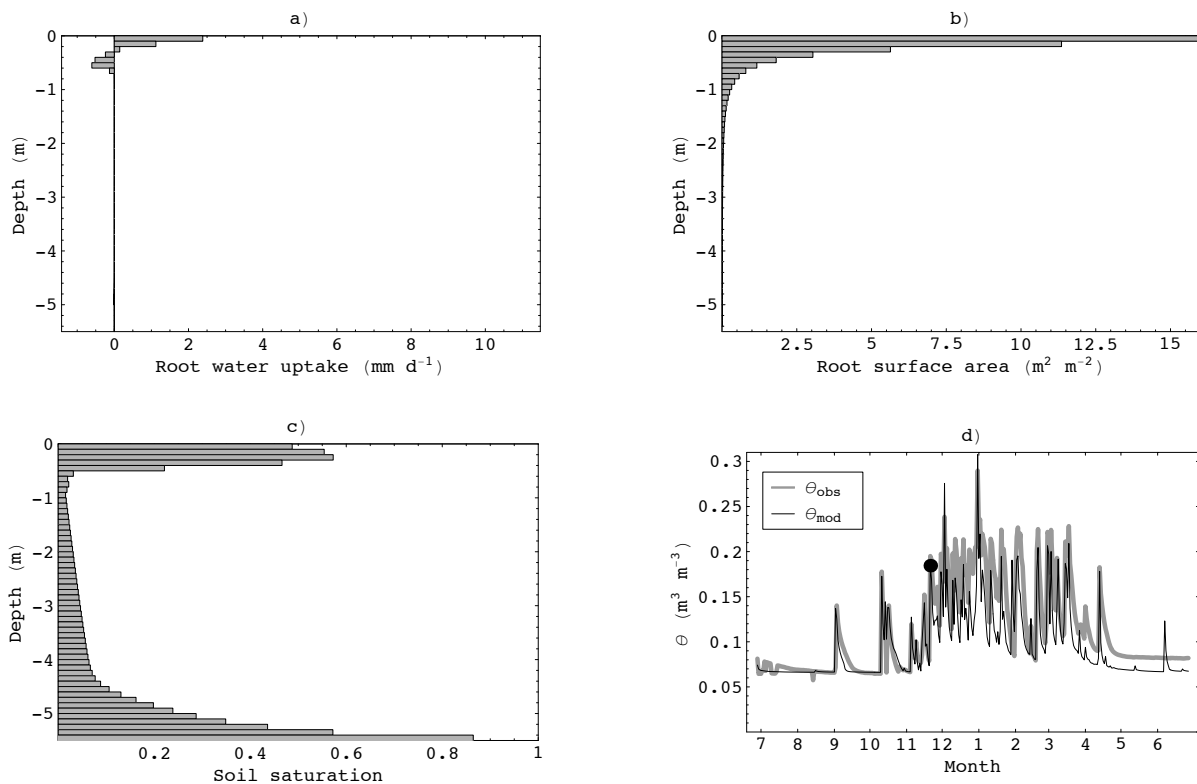 a)
0
−1
−2
−3
−4
−5
Depth (m)
0 2 4 6 8 10
Root water uptake (mm d⁻¹)
b)
0
−1
−2
−3
−4
−5
Depth (m)
2.5 5 7.5 10 12.5 15
Root surface area (m² m⁻²)
c)
0
−1
−2
−3
−4
−5
Depth (m)
0.2 0.4 0.6 0.8 1
Soil saturation
d)
0.3
0.25
0.2
0.15
0.1
0.05
θ (m³ m⁻³)
θobs
θmod
7 8 9 10 11 12 1 2 3 4 5 6
Month